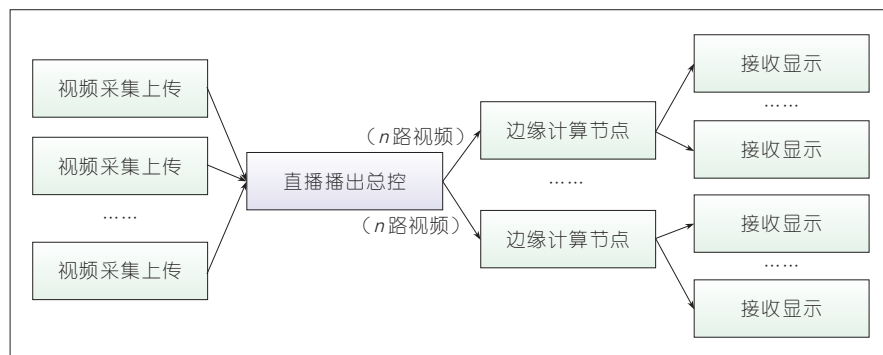 视频采集上传
视频采集上传
……
视频采集上传
直播播出总控
（n路视频）
（n路视频）
边缘计算节点
……
边缘计算节点
接收显示
……
接收显示
接收显示
……
接收显示